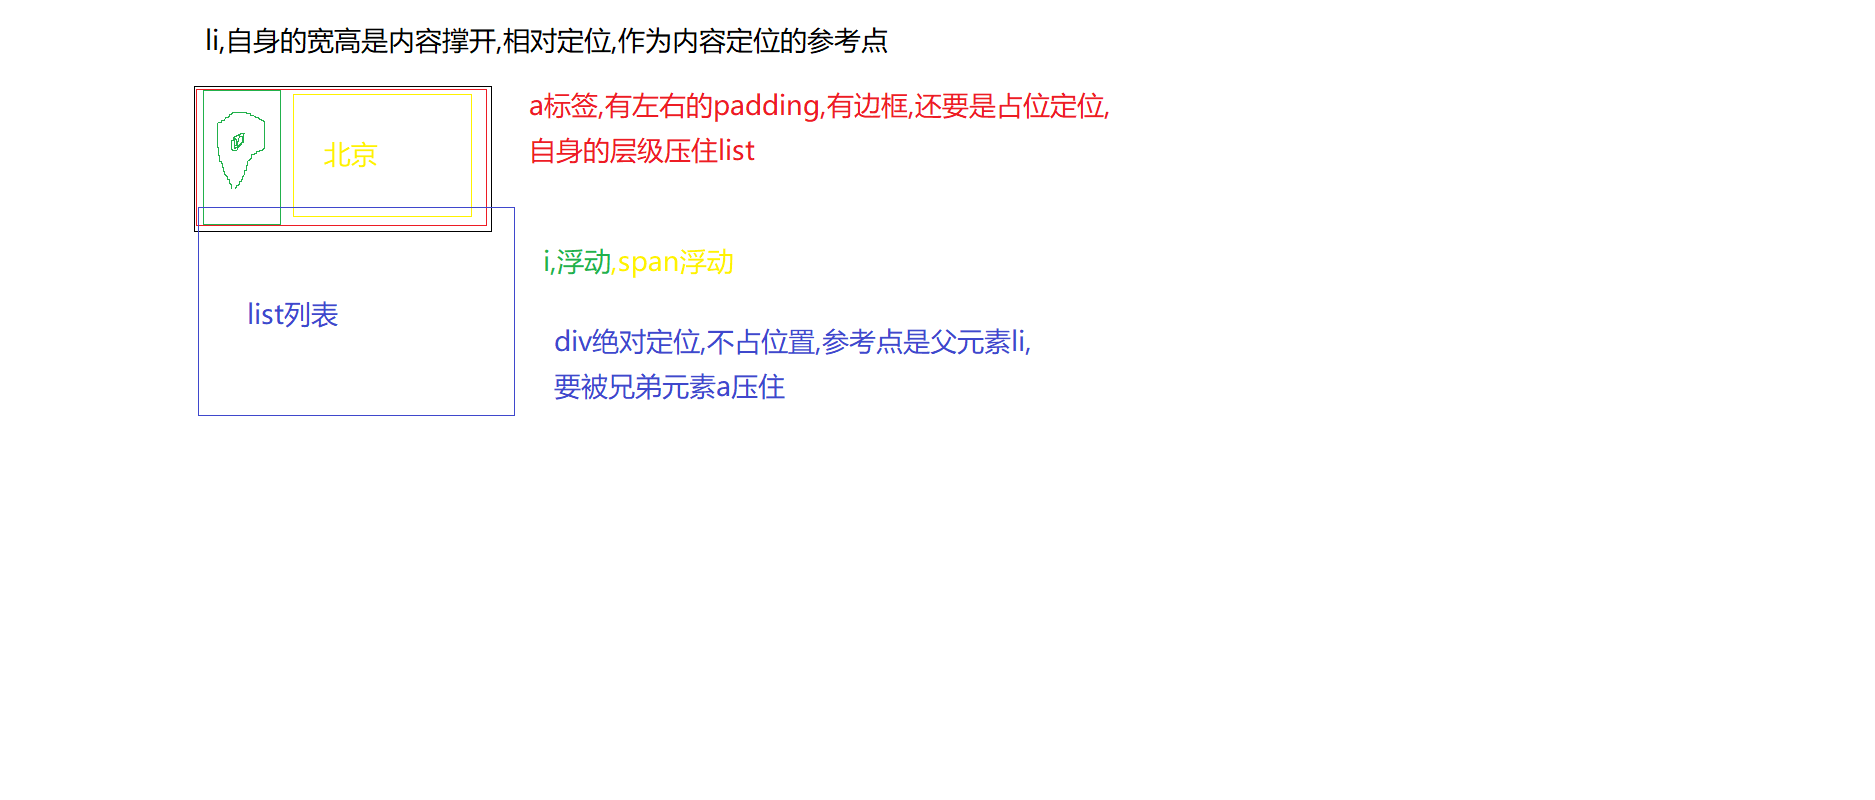 li,自身的宽高是内容撑开,相对定位,作为内容定位的参考点
a标签,有左右的padding,有边框,还要是占位定位,
自身的层级压住list
北京
i,浮动,span浮动
list列表
div绝对定位,不占位置,参考点是父元素li,
要被兄弟元素a压住